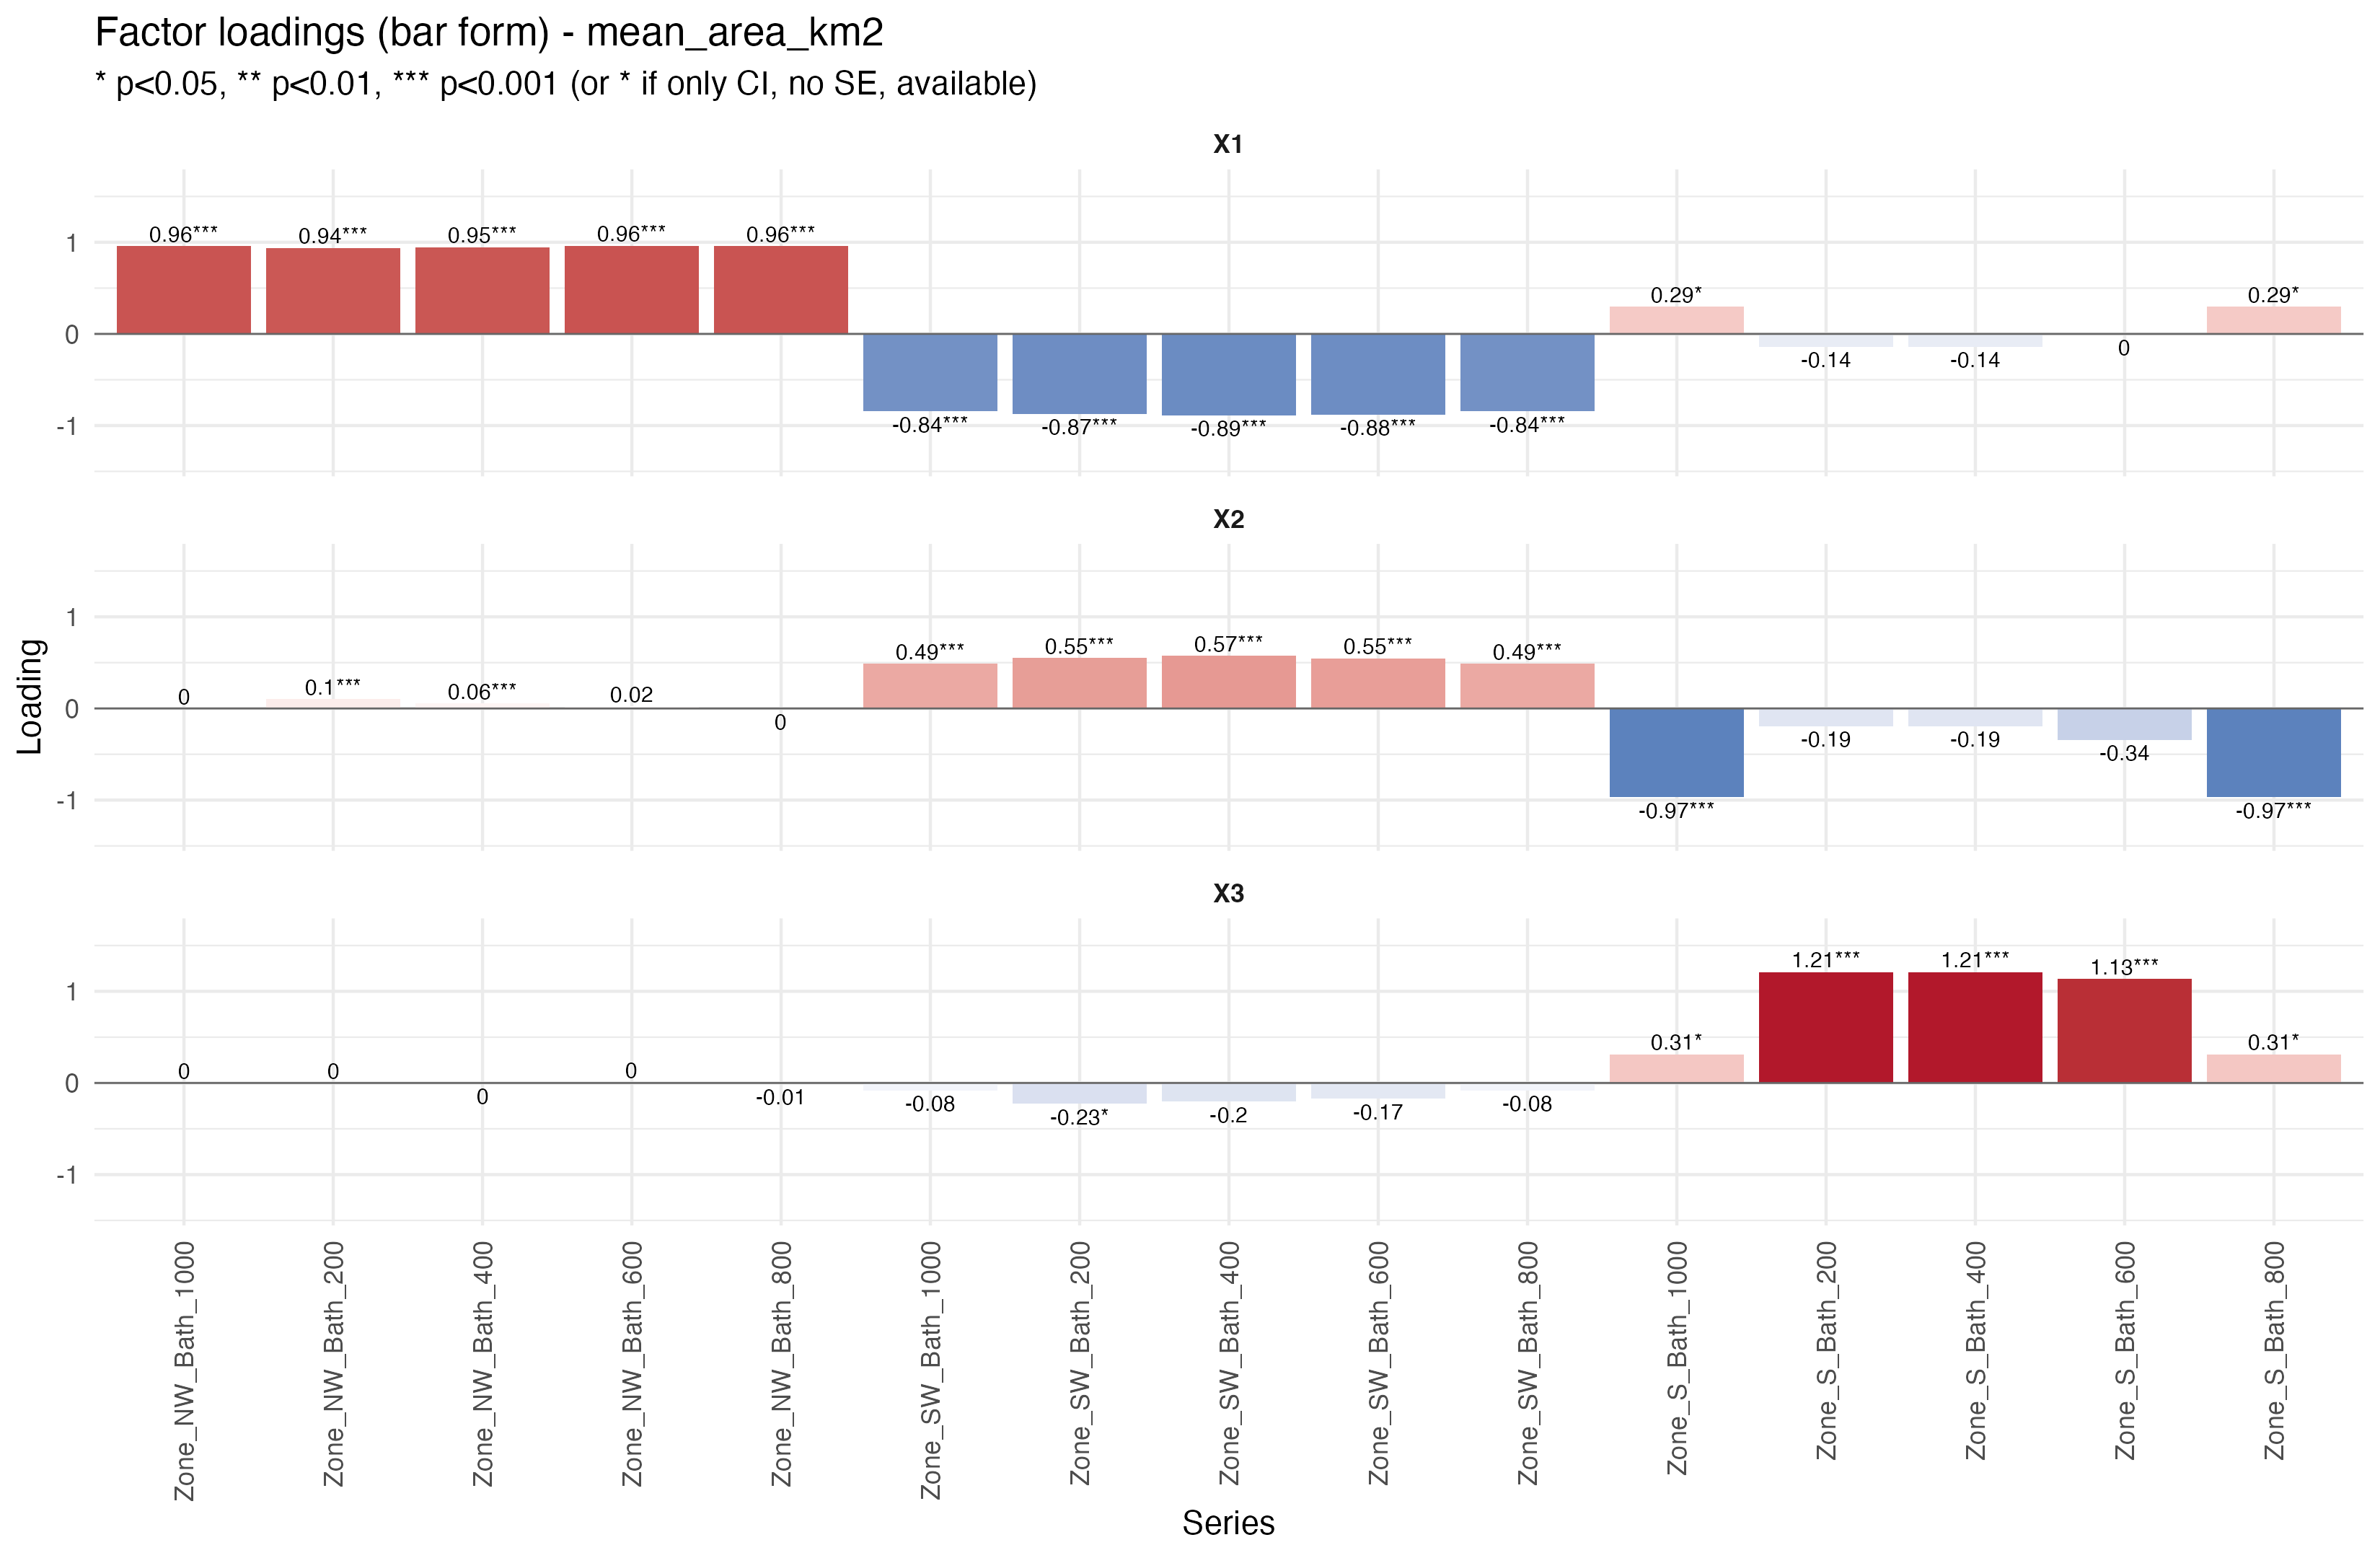 Factor loadings (bar form) - mean_area_km2
* p<0.05, ** p<0.01, *** p<0.001 (or * if only CI, no SE, available)
X1
1
0
-1
0.96***
0.94***
0.95***
0.96***
0.96***
-0.84***
-0.87***
-0.89***
-0.88***
-0.84***
0.29*
-0.14
-0.14
0
0.29*
X2
Loading
1
0
-1
0
0.1***
0.06***
0.02
0
0.49***
0.55***
0.57***
0.55***
0.49***
-0.97***
-0.19
-0.19
-0.34
-0.97***
X3
1
0
-1
0
0
0
0
-0.01
-0.08
-0.23*
-0.2
-0.17
-0.08
0.31*
1.21***
1.21***
1.13***
0.31*
Zone_NW_Bath_1000
Zone_NW_Bath_200
Zone_NW_Bath_400
Zone_NW_Bath_600
Zone_NW_Bath_800
Zone_SW_Bath_1000
Zone_SW_Bath_200
Zone_SW_Bath_400
Zone_SW_Bath_600
Zone_SW_Bath_800
Zone_S_Bath_1000
Zone_S_Bath_200
Zone_S_Bath_400
Zone_S_Bath_600
Zone_S_Bath_800
Series